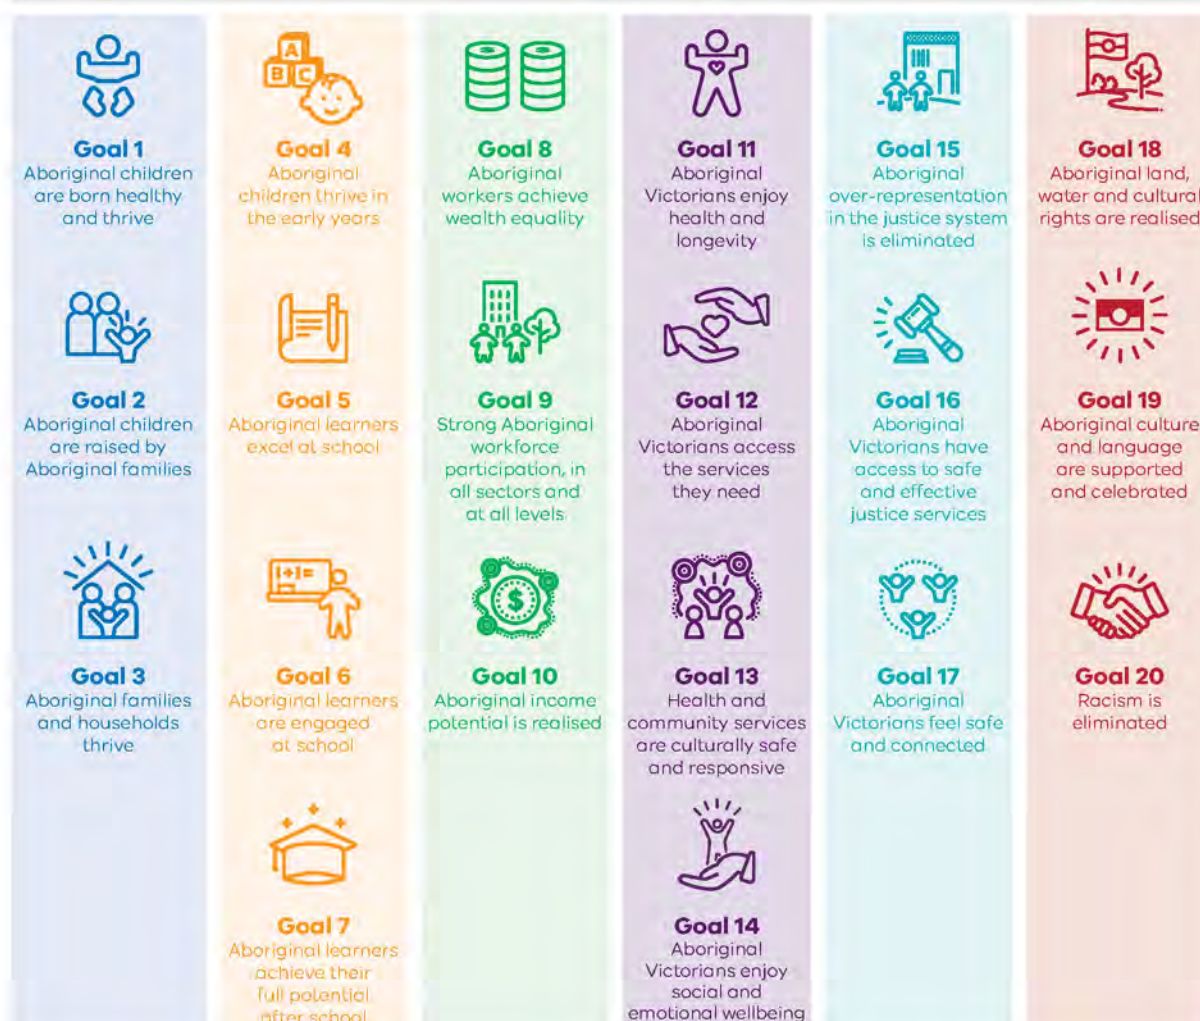 A
B C
Goal 1
Aboriginal children
are born healthy
and thrive
Goal 2
Aboriginal children
are raised by
Aboriginal families
Goal 3
Aboriginal families
and households
thrive
Goal 4
Aboriginal
children thrive in
the early years
Goal 5
Aboriginal learners
excel at school
1+1=
Goal 6
Aboriginal learners
are engaged
at school
Goal 7
Aboriginal learners
achieve their
full potential
after school
Goal 8
Aboriginal
workers achieve
wealth equality
Goal 9
Strong Aboriginal
workforce
participation, in
all sectors and
at all levels
$
Goal 10
Aboriginal income
potential is realised
Goal 11
Aboriginal
Victorians enjoy
health and
longevity
Goal 12
Aboriginal
Victorians access
the services
they need
Goal 13
Health and
community services
are culturally safe
and responsive
Goal 14
Aboriginal
Victorians enjoy
social and
emotional wellbeing
Goal 15
Aboriginal
over-representation
in the justice system
is eliminated
Goal 16
Aboriginal
Victorians have
access to safe
and effective
justice services
Goal 17
Aboriginal
Victorians feel safe
and connected
Goal 18
Aboriginal land,
water and cultural
rights are realised
Goal 19
Aboriginal culture
and language
are supported
and celebrated
Goal 20
Racism is
eliminated